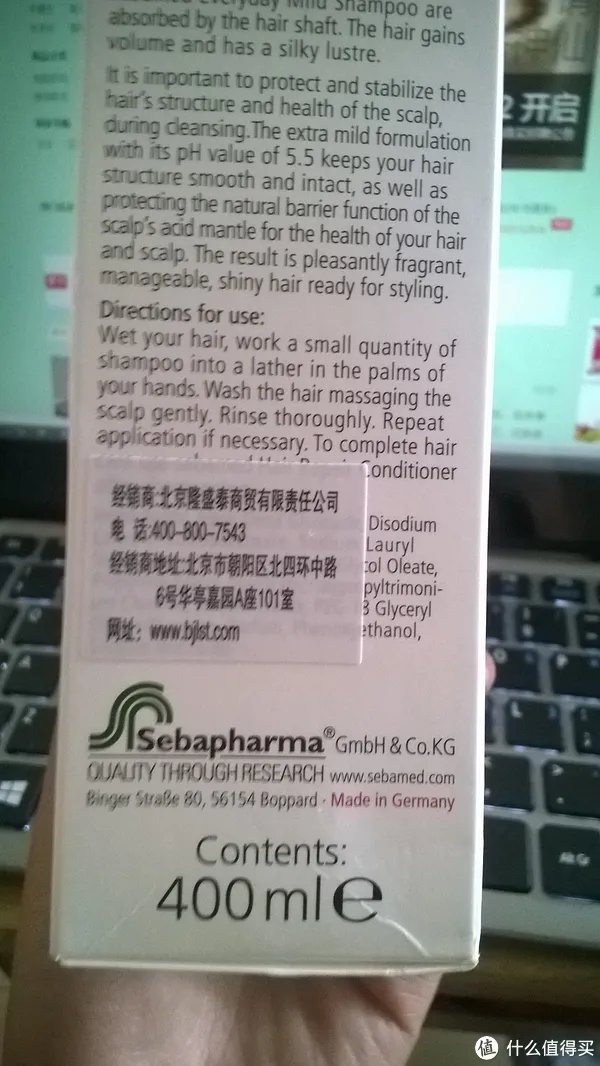 Everyday Mild Shampoo are
absorbed by the hair shaft. The hair gains
volume and has a silky lustre.
It is important to protect and stabilize the
hair's structure and health of the scalp,
during cleansing.The extra mild formulation
with its pH value of 5.5 keeps your hair
structure smooth and intact, as well as
protecting the natural barrier function of the
scalp's acid mantle for the health of your hair
and scalp. The result is pleasantly fragrant,
manageable, shiny hair ready for styling.
Directions for use:
Wet your hair, work a small quantity of
shampoo into a lather in the palms of
your hands. Wash the hair massaging the
scalp gently. Rinse thoroughly. Repeat
application if necessary. To complete hair
Conditioner
Disodium
Lauryl
Oleate,
Glyceryl
经销商:北京隆盛泰商贸有限责任公司
电 话:400-800-7543
经销商地址:北京市朝阳区北四环中路
6号华亭嘉园A座101室
网址: www.bjlst.com
Sebapharma® GmbH & Co.KG
QUALITY THROUGH RESEARCH www.sebamed.com
Binger Straße 80, 56154 Boppard · Made in Germany
Contents:
400 ml e
2 开启
Alt Gr
值 什么值得买